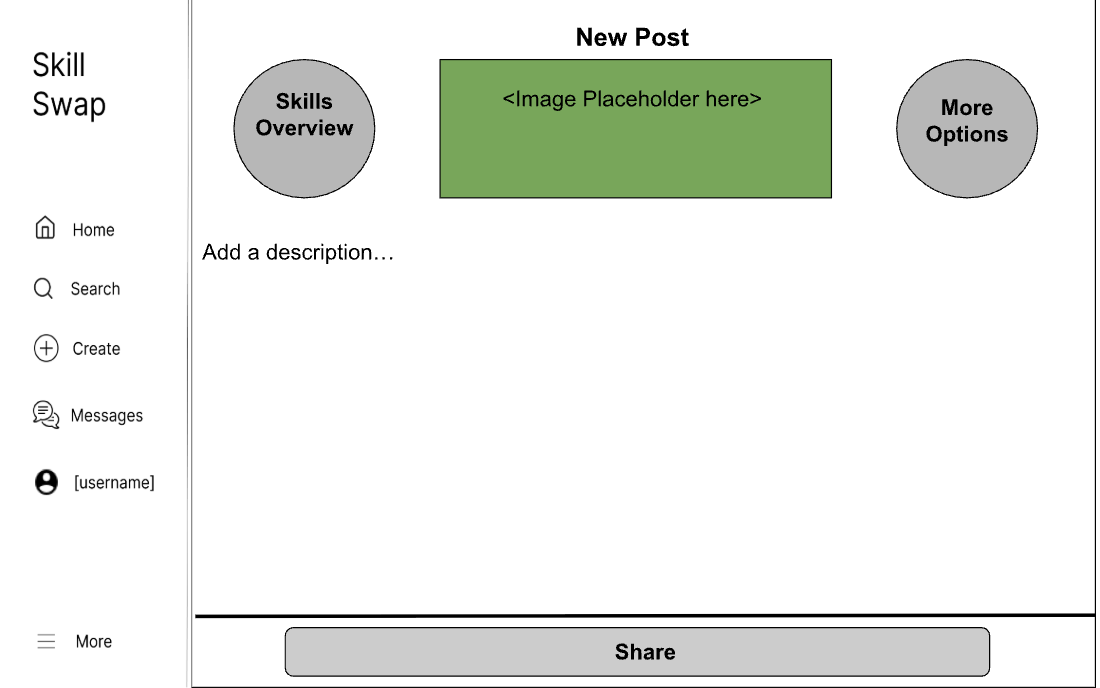 Skill
Swap
Home
Search
Create
Messages
[username]
More
New Post
Skills
Overview
<Image Placeholder here>
More
Options
Add a description…
Share